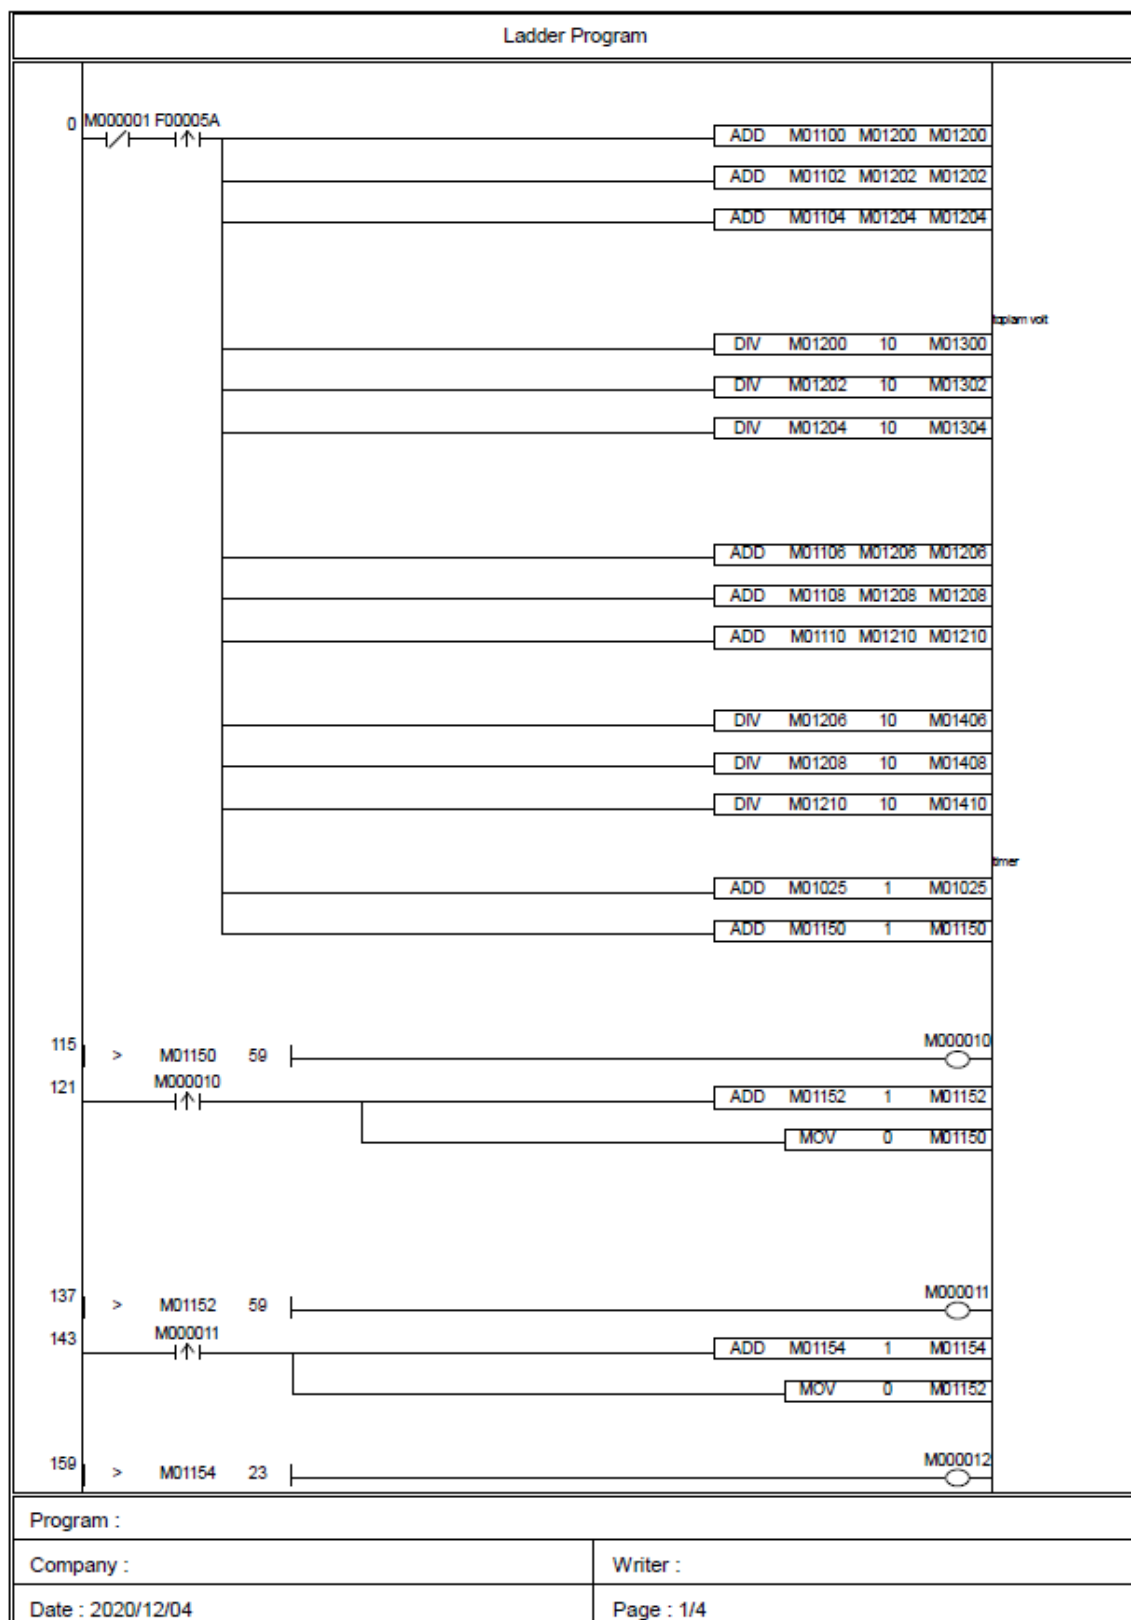 Ladder Program
0 M000001 F00005A
ADD M01100 M01200 M01200
ADD M01102 M01202 M01202
ADD M01104 M01204 M01204
toplam volt
DIV M01200 10 M01300
DIV M01202 10 M01302
DIV M01204 10 M01304
ADD M01106 M01206 M01206
ADD M01108 M01208 M01208
ADD M01110 M01210 M01210
DIV M01206 10 M01406
DIV M01208 10 M01408
DIV M01210 10 M01410
timer
ADD M01025 1 M01025
ADD M01150 1 M01150
115 > M01150 59 M000010
121 M000010 ADD M01152 1 M01152
MOV 0 M01150
137 > M01152 59 M000011
143 M000011 ADD M01154 1 M01154
MOV 0 M01152
159 > M01154 23 M000012
Program :
Company : Writer :
Date : 2020/12/04 Page : 1/4